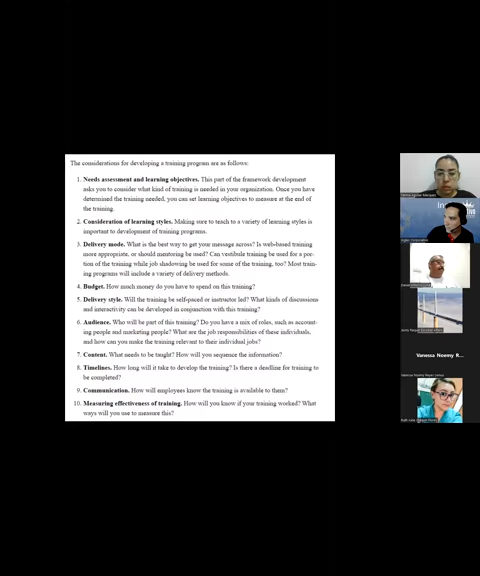 The considerations for developing a training program are as follows:
1. Needs assessment and learning objectives. This part of the framework development
asks you to consider what kind of training is needed in your organization. Once you have
determined the training needed, you can set learning objectives to measure at the end of
the training.
2. Consideration of learning styles. Making sure to teach to a variety of learning styles is
important to development of training programs.
3. Delivery mode. What is the best way to get your message across? Is web-based training
more appropriate, or should mentoring be used? Can vestibule training be used for a por-
tion of the training while job shadowing be used for some of the training, too? Most train-
ing programs will include a variety of delivery methods.
4. Budget. How much money do you have to spend on this training?
5. Delivery style. Will the training be self-paced or instructor led? What kinds of discussions
and interactivity can be developed in conjunction with this training?
6. Audience. Who will be part of this training? Do you have a mix of roles, such as account-
ing people and marketing people? What are the job responsibilities of these individuals,
and how can you make the training relevant to their individual jobs?
7. Content. What needs to be taught? How will you sequence the information?
8. Timelines. How long will it take to develop the training? Is there a deadline for training to
be completed?
9. Communication. How will employees know the training is available to them?
10. Measuring effectiveness of training. How will you know if your training worked? What
ways will you use to measure this?
Vanessa Noemy R...